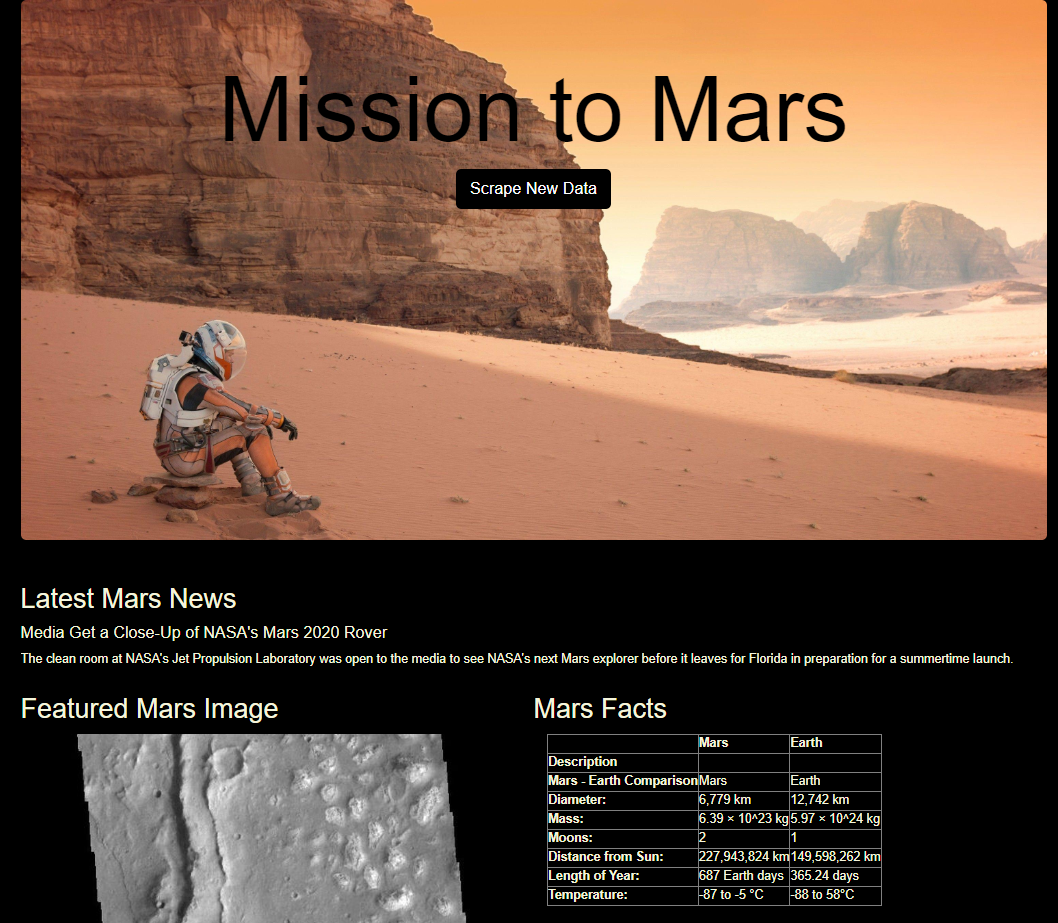 Mission to Mars
Scrape New Data
Latest Mars News
Media Get a Close-Up of NASA's Mars 2020 Rover
The clean room at NASA's Jet Propulsion Laboratory was open to the media to see NASA's next Mars explorer before it leaves for Florida in preparation for a summertime launch.
Featured Mars Image
Mars Facts
Mars Earth
Description
Mars - Earth Comparison Mars Earth
Diameter: 6,779 km 12,742 km
Mass: 6.39 × 10^23 kg 5.97 × 10^24 kg
Moons: 2 1
Distance from Sun: 227,943,824 km 149,598,262 km
Length of Year: 687 Earth days 365.24 days
Temperature: -87 to -5 °C -88 to 58°C